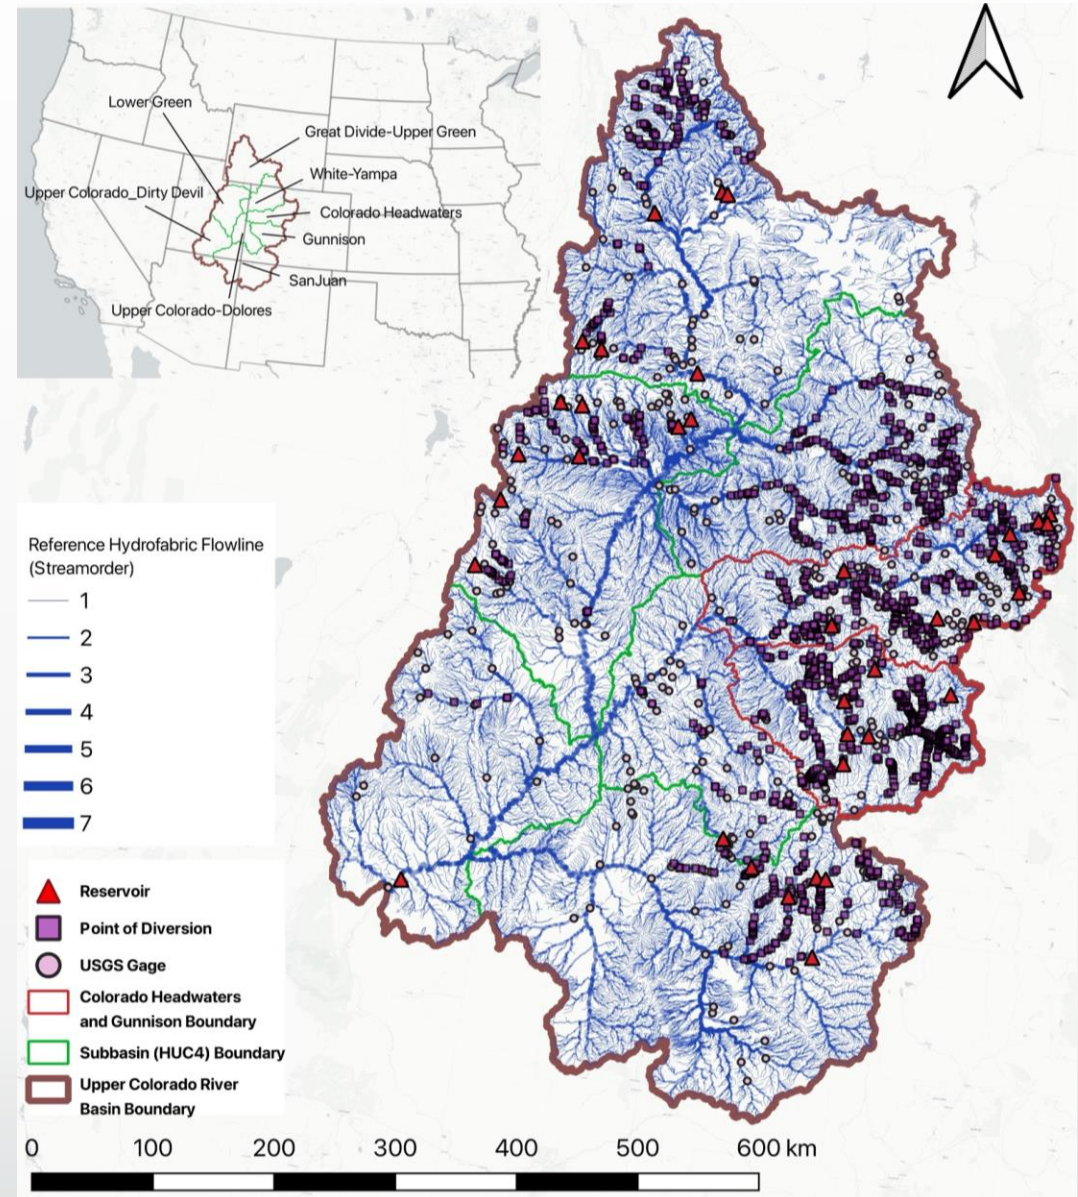 Lower Green
Great Divide-Upper Green
White-Yampa
Upper Colorado_Dirty Devil
Colorado Headwaters
Gunnison
SanJuan
Upper Colorado-Dolores
Reference Hydrofabric Flowline
(Streamorder)
1
2
3
4
5
6
7
Reservoir
Point of Diversion
USGS Gage
Colorado Headwaters
and Gunnison Boundary
Subbasin (HUC4) Boundary
Upper Colorado River
Basin Boundary
0 100 200 300 400 500 600 km